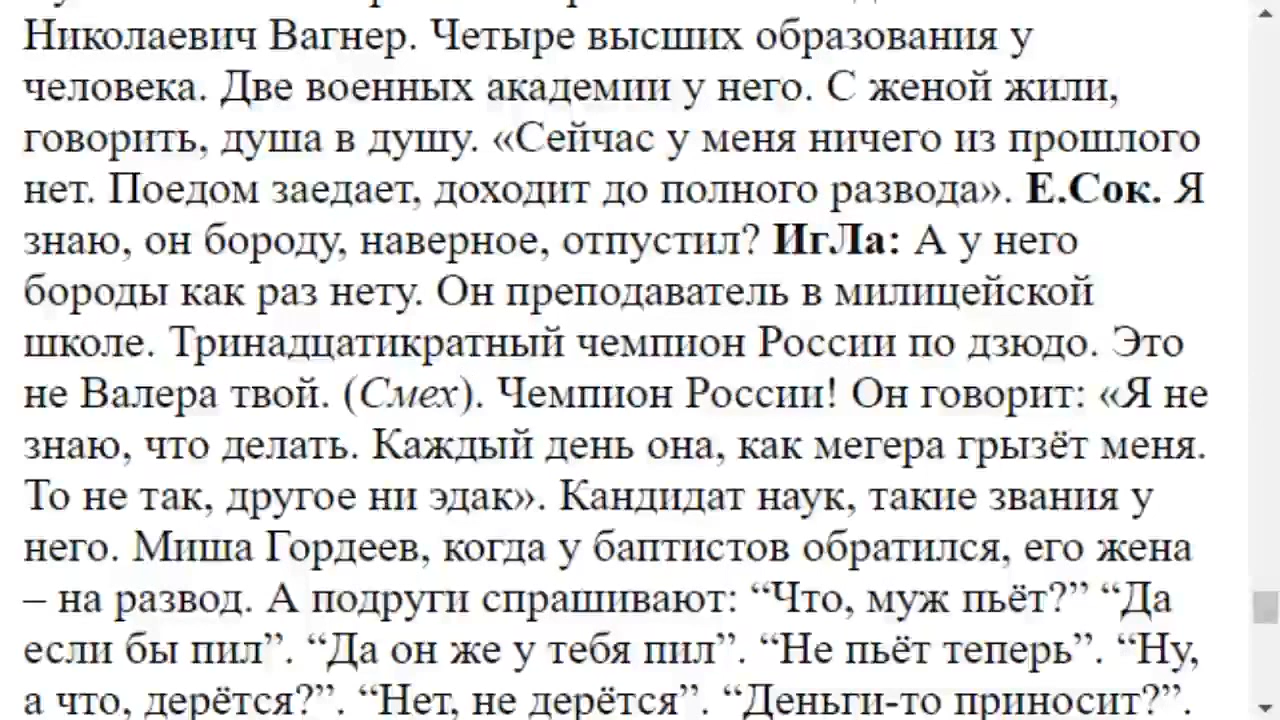 Николаевич Вагнер. Четыре высших образования у
человека. Две военных академии у него. С женой жили,
говорить, душа в душу. «Сейчас у меня ничего из прошлого
нет. Поедом заедает, доходит до полного развода». Е.Сок. Я
знаю, он бороду, наверное, отпустил? ИгЛа: А у него
бороды как раз нету. Он преподаватель в милицейской
школе. Тринадцатикратный чемпион России по дзюдо. Это
не Валера твой. (Смех). Чемпион России! Он говорит: «Я не
знаю, что делать. Каждый день она, как мегера грызёт меня.
То не так, другое ни эдак». Кандидат наук, такие звания у
него. Миша Гордеев, когда у баптистов обратился, его жена
– на развод. А подруги спрашивают: “Что, муж пьёт?” “Да
если бы пил”. “Да он же у тебя пил”. “Не пьёт теперь”. “Ну,
а что, дерётся?”. “Нет, не дерётся”. “Деньги-то приносит?”.